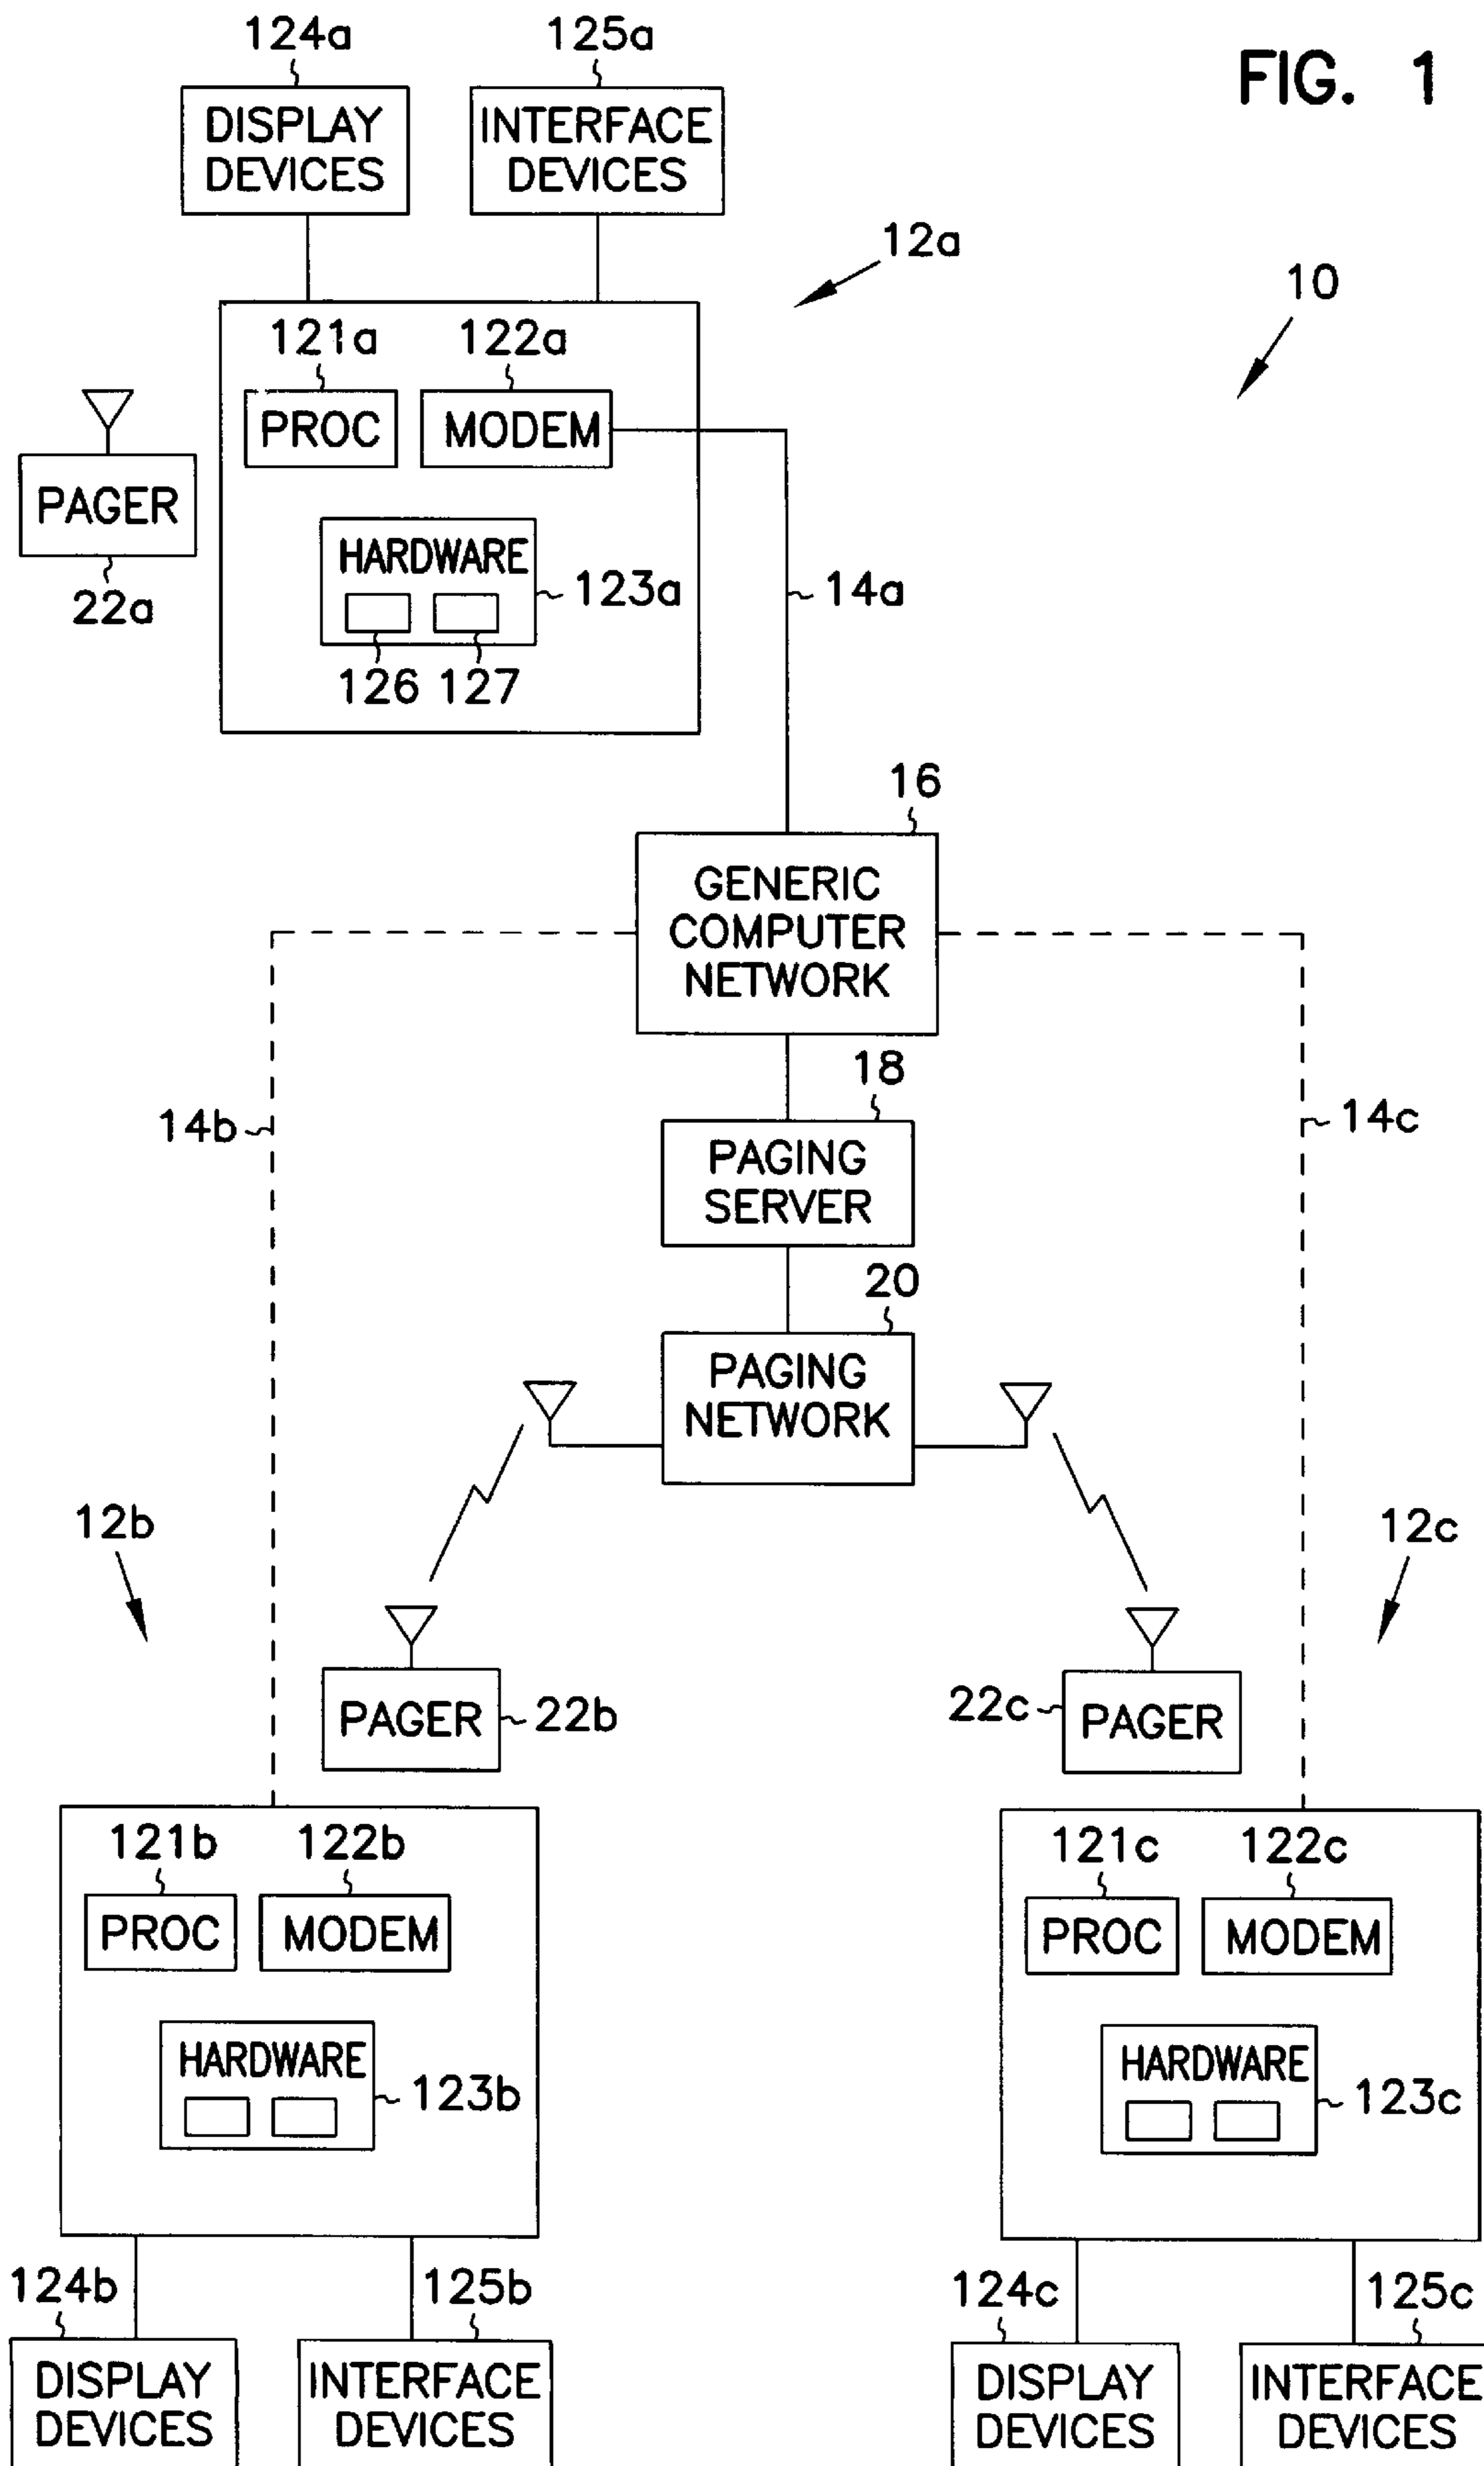 124a
125a
FIG. 1
DISPLAY
DEVICES
INTERFACE
DEVICES
12a
10
121a
122a
PROC
MODEM
PAGER
22a
HARDWARE
123a
14a
126
127
16
GENERIC
COMPUTER
NETWORK
18
14b
14c
PAGING
SERVER
20
PAGING
NETWORK
12b
12c
PAGER
22b
22c
PAGER
121b
122b
PROC
MODEM
HARDWARE
123b
121c
122c
PROC
MODEM
HARDWARE
123c
124b
125b
DISPLAY
DEVICES
INTERFACE
DEVICES
124c
125c
DISPLAY
DEVICES
INTERFACE
DEVICES